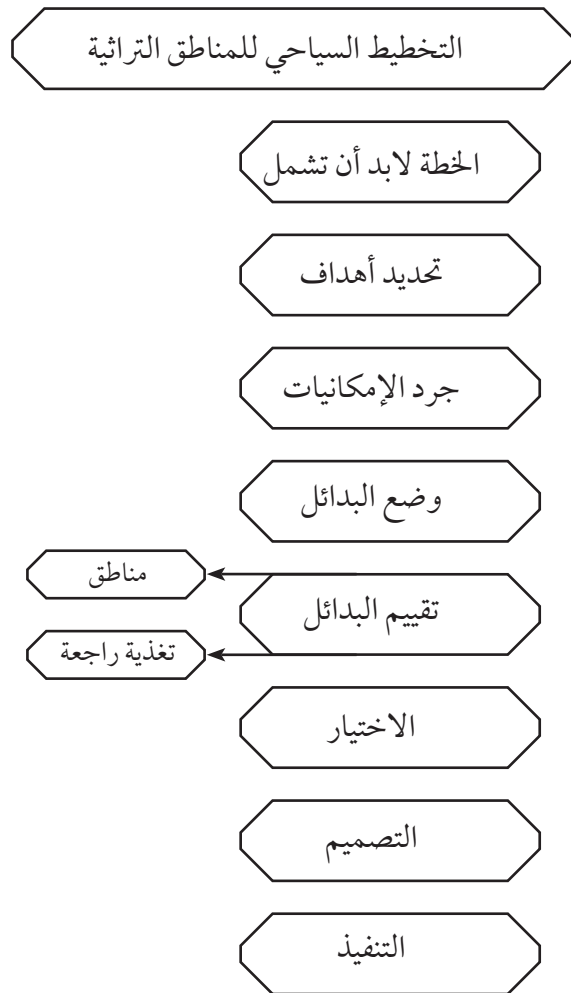 التخطيط السياحي للمناطق التراثية
الخطة لابد أن تشمل
تحديد أهداف
جرد الإمكانيات
وضع البدائل
مناطق
تقييم البدائل
تغذية راجعة
الاختيار
التصميم
التنفيذ